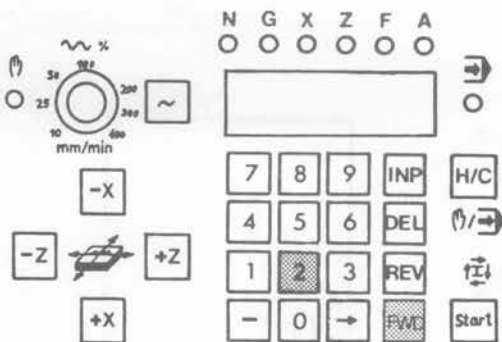 N G X Z F A
%
50 100 200
25 300
10 400
mm/min
~
7 8 9 INP H/C
-X
4 5 6 DEL
-Z +Z
1 2 3 REV
+X
- 0 → FWD Start